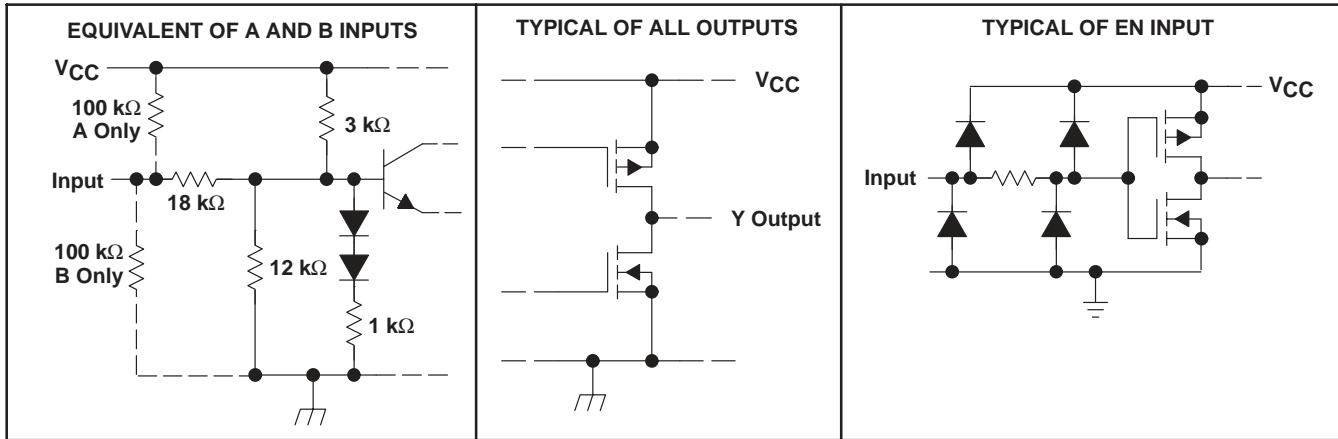 EQUIVALENT OF A AND B INPUTS
VCC
100 kΩ
A Only
3 kΩ
Input
18 kΩ
100 kΩ
B Only
12 kΩ
1 kΩ
TYPICAL OF ALL OUTPUTS
VCC
Y Output
TYPICAL OF EN INPUT
VCC
Input